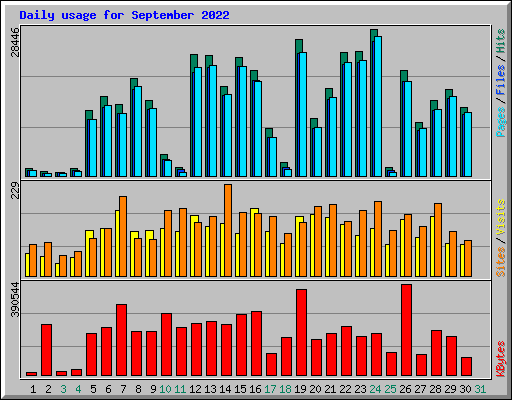 Daily usage for September 2022
28446
Pages / Files / Hits
229
Sites / Visits
390544
KBytes
1 2 3 4 5 6 7 8 9 10 11 12 13 14 15 16 17 18 19 20 21 22 23 24 25 26 27 28 29 30 31